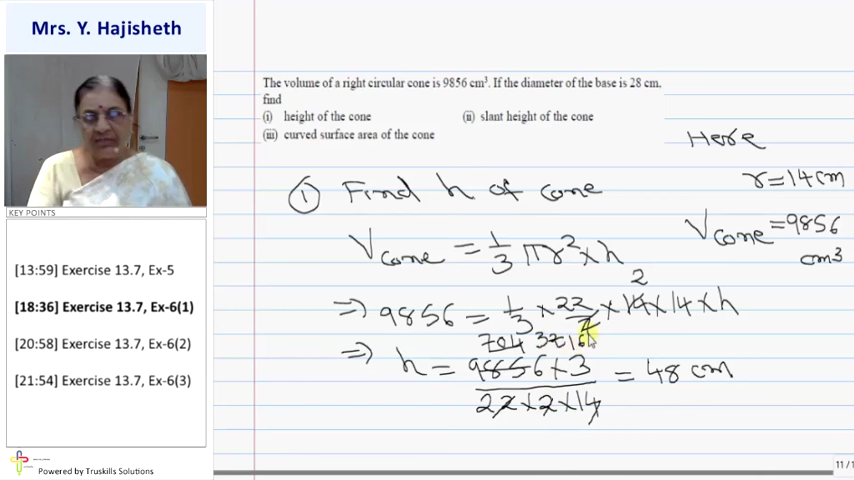 Mrs. Y. Hajisheth
KEY POINTS
[13:59] Exercise 13.7, Ex-5
[18:36] Exercise 13.7, Ex-6(1)
[20:58] Exercise 13.7, Ex-6(2)
[21:54] Exercise 13.7, Ex-6(3)
Powered by Truskills Solutions
The volume of a right circular cone is 9856 cm³. If the diameter of the base is 28 cm,
find
(i) height of the cone (ii) slant height of the cone
(iii) curved surface area of the cone
Here
r = 14 cm
V cone = 9856
cm³
① Find h of cone
V cone = 1/3 πr² × h
2
⇒ 9856 = 1/3 × 22/7 × 14 × 14 × h
704
⇒ h = 9856 × 3 / 22 × 2 × 14 = 48 cm
11/1